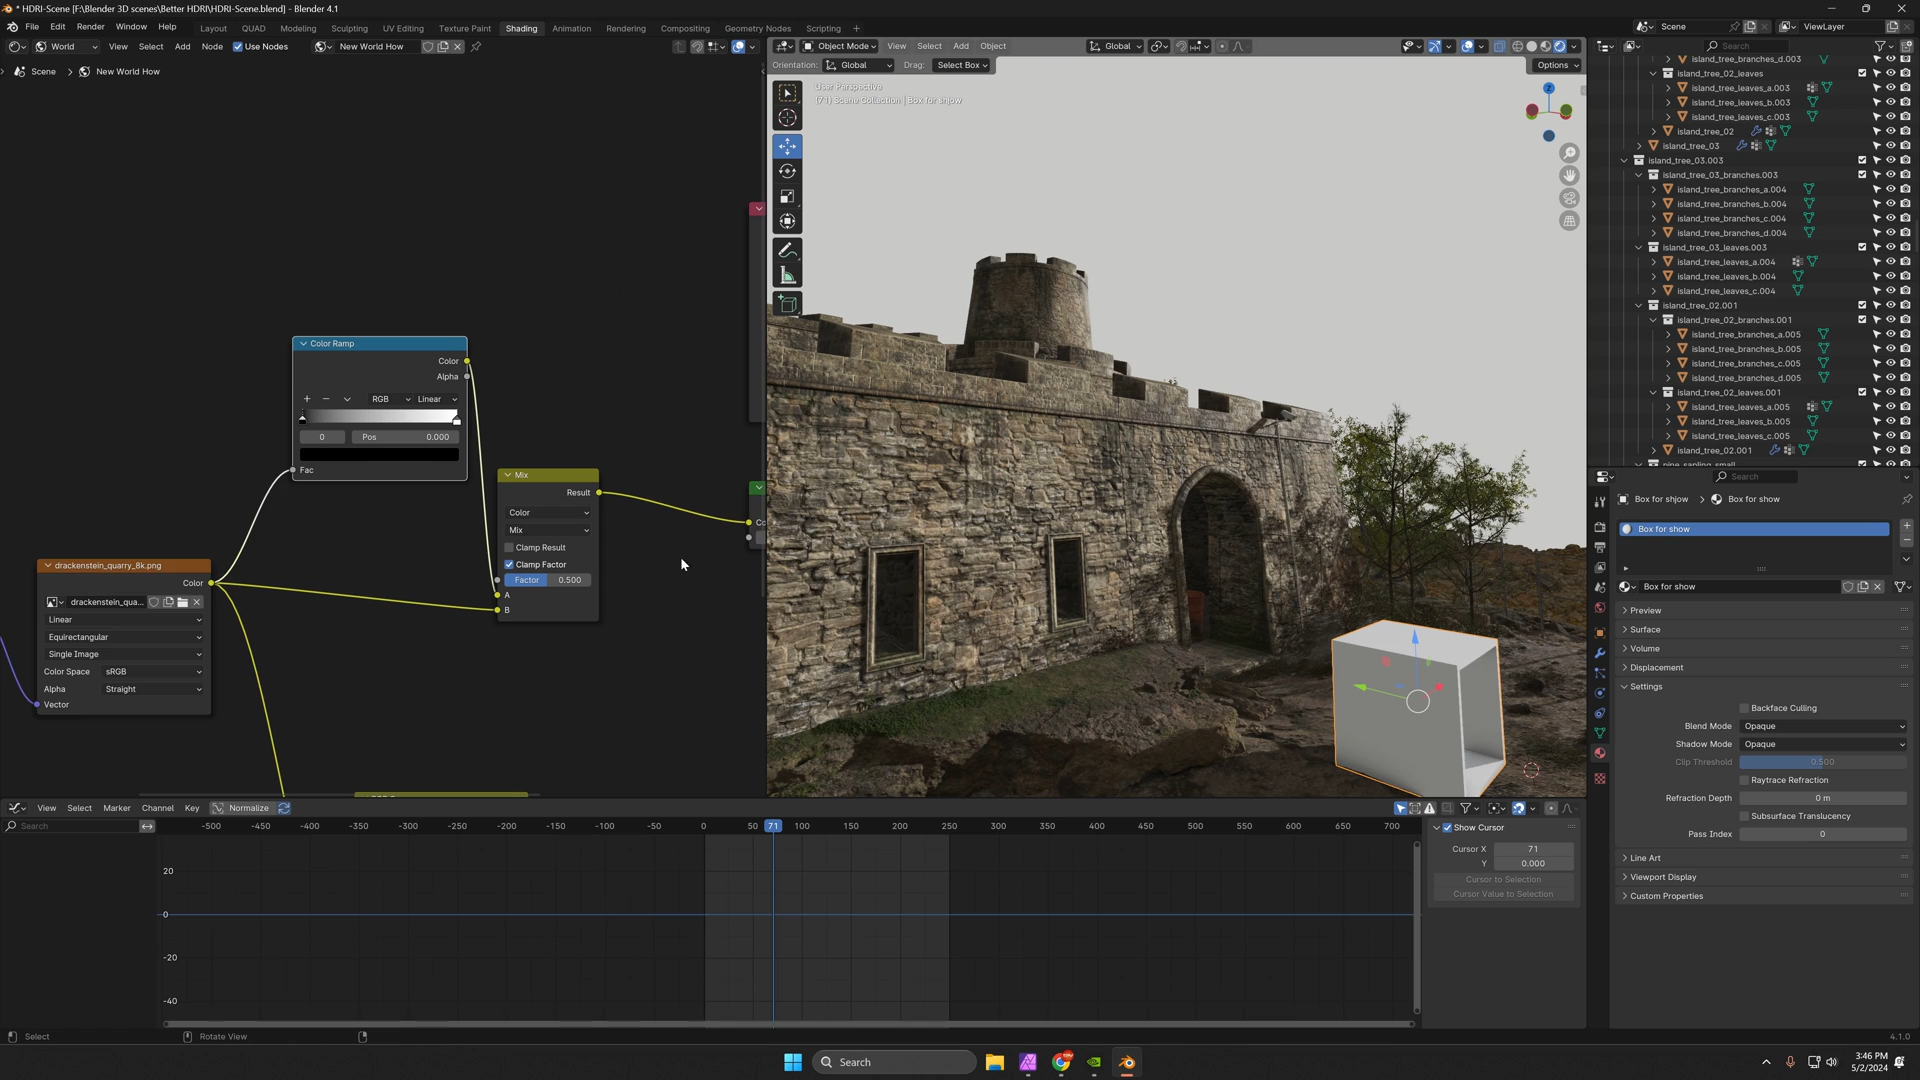 * HDRI-Scene [F:\Blender 3D scenes\Better HDRI\HDRI-Scene.blend] - Blender 4.1
File Edit Render Window Help
Layout QUAD Modeling Sculpting UV Editing Texture Paint Shading Animation Rendering Compositing Geometry Nodes Scripting +
Scene ViewLayer
World View Select Add Node Use Nodes New World How
Object Mode View Select Add Object Global
Search
Scene > New World How
Orientation: Global Drag: Select Box Options
User Perspective
(71) Scene Collection | Box for shjow
Z
island_tree_branches_d.003
island_tree_02_leaves
island_tree_leaves_a.003
island_tree_leaves_b.003
island_tree_leaves_c.003
island_tree_02
island_tree_03
island_tree_03.003
island_tree_03_branches.003
island_tree_branches_a.004
island_tree_branches_b.004
island_tree_branches_c.004
island_tree_branches_d.004
island_tree_03_leaves.003
island_tree_leaves_a.004
island_tree_leaves_b.004
island_tree_leaves_c.004
island_tree_02.001
island_tree_02_branches.001
island_tree_branches_a.005
island_tree_branches_b.005
island_tree_branches_c.005
island_tree_branches_d.005
island_tree_02_leaves.001
island_tree_leaves_a.005
island_tree_leaves_b.005
island_tree_leaves_c.005
island_tree_02.001
Color Ramp
Color
Alpha
+ − RGB Linear
0 Pos 0.000
Fac
Mix
Result
Color
Mix
Clamp Result
Clamp Factor
Factor 0.500
A
B
Co
drackenstein_quarry_8k.png
Color
drackenstein_qua...
Linear
Equirectangular
Single Image
Color Space sRGB
Alpha Straight
Vector
Search
Box for shjow > Box for show
Box for show
Box for show
Preview
Surface
Volume
Displacement
Settings
Backface Culling
Blend Mode Opaque
Shadow Mode Opaque
Clip Threshold 0.500
Raytrace Refraction
Refraction Depth 0 m
Subsurface Translucency
Pass Index 0
Line Art
Viewport Display
Custom Properties
View Select Marker Channel Key Normalize
Search
-500 -450 -400 -350 -300 -250 -200 -150 -100 -50 0 50 71 100 150 200 250 300 350 400 450 500 550 600 650 700
20
0
-20
-40
Show Cursor
Cursor X 71
Y 0.000
Cursor to Selection
Cursor Value to Selection
Select Rotate View 4.1.0
Search
3:46 PM
5/2/2024